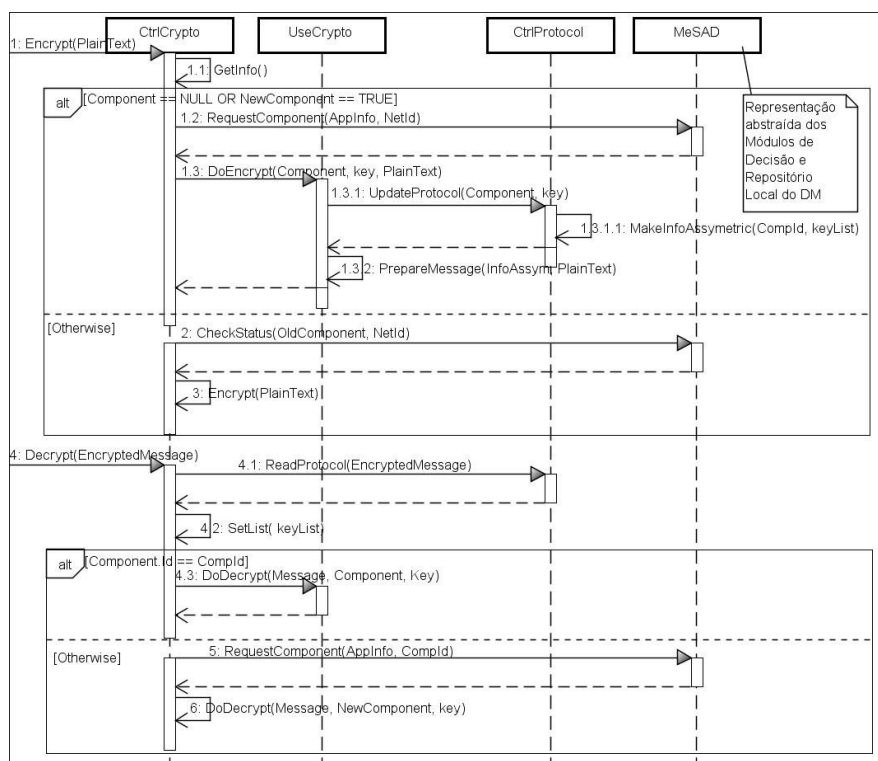 CtrlCrypto
UseCrypto
CtrlProtocol
MeSAD
1: Encrypt(PlainText)
1.1: GetInfo()
alt
[Component == NULL OR NewComponent == TRUE]
Representação
abstraída dos
Módulos de
Decisão e
Repositório
Local do DM
1.2: RequestComponent(AppInfo, NetId)
1.3: DoEncrypt(Component, key, PlainText)
1.3.1: UpdateProtocol(Component, key)
1.3.1.1: MakeInfoAssymetric(CompId, keyList)
1.3.2: PrepareMessage(InfoAssym, PlainText)
[Otherwise]
2: CheckStatus(OldComponent, NetId)
3: Encrypt(PlainText)
4: Decrypt(EncryptedMessage)
4.1: ReadProtocol(EncryptedMessage)
4.2: SetList( keyList)
alt
[Component.Id == CompId]
4.3: DoDecrypt(Message, Component, Key)
[Otherwise]
5: RequestComponent(AppInfo, CompId)
6: DoDecrypt(Message, NewComponent, key)